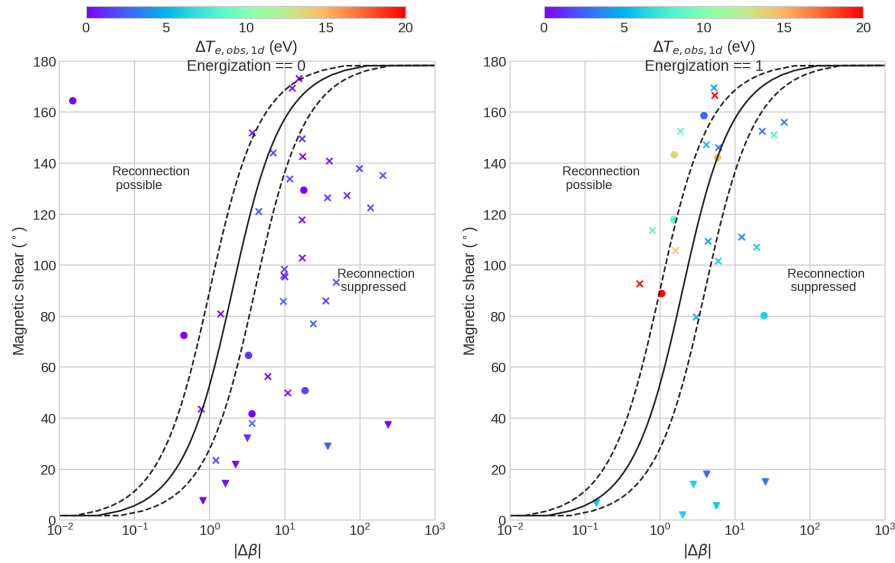 0 5 10 15 20
ΔT_{e, obs, 1d} (eV)
Energization == 0
180
160
140
120
100
80
60
40
20
0
Magnetic shear (°)
Reconnection
possible
Reconnection
suppressed
10^{-2} 10^{-1} 10^{0} 10^{1} 10^{2} 10^{3}
|Δβ|
0 5 10 15 20
ΔT_{e, obs, 1d} (eV)
Energization == 1
180
160
140
120
100
80
60
40
20
0
Magnetic shear (°)
Reconnection
possible
Reconnection
suppressed
10^{-2} 10^{-1} 10^{0} 10^{1} 10^{2} 10^{3}
|Δβ|